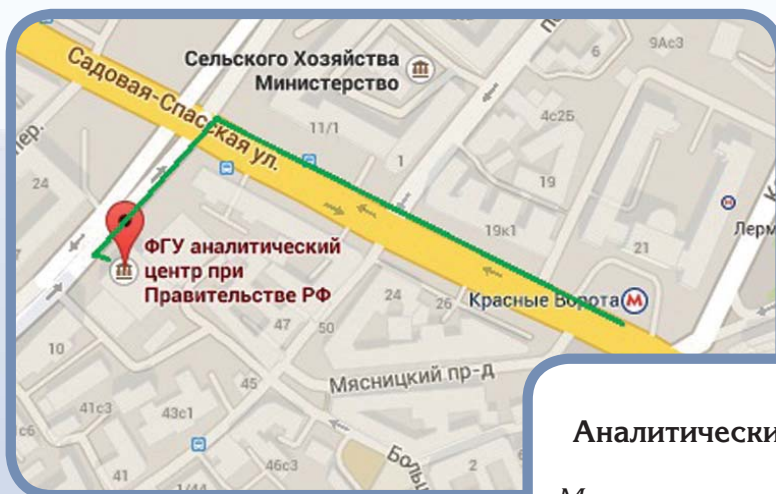 Сельского Хозяйства
Министерство
9Ас3
6
4с2Б
Садовая-Спасская ул.
11/1
1
пер.
24
19
19к1
21
Лерм
ФГУ аналитический
центр при
Правительстве РФ
Красные Ворота
М
24
26
47
50
10
45
Мясницкий пр-д
41с3
43с1
41
1/44
46с3
2
6
Аналитически